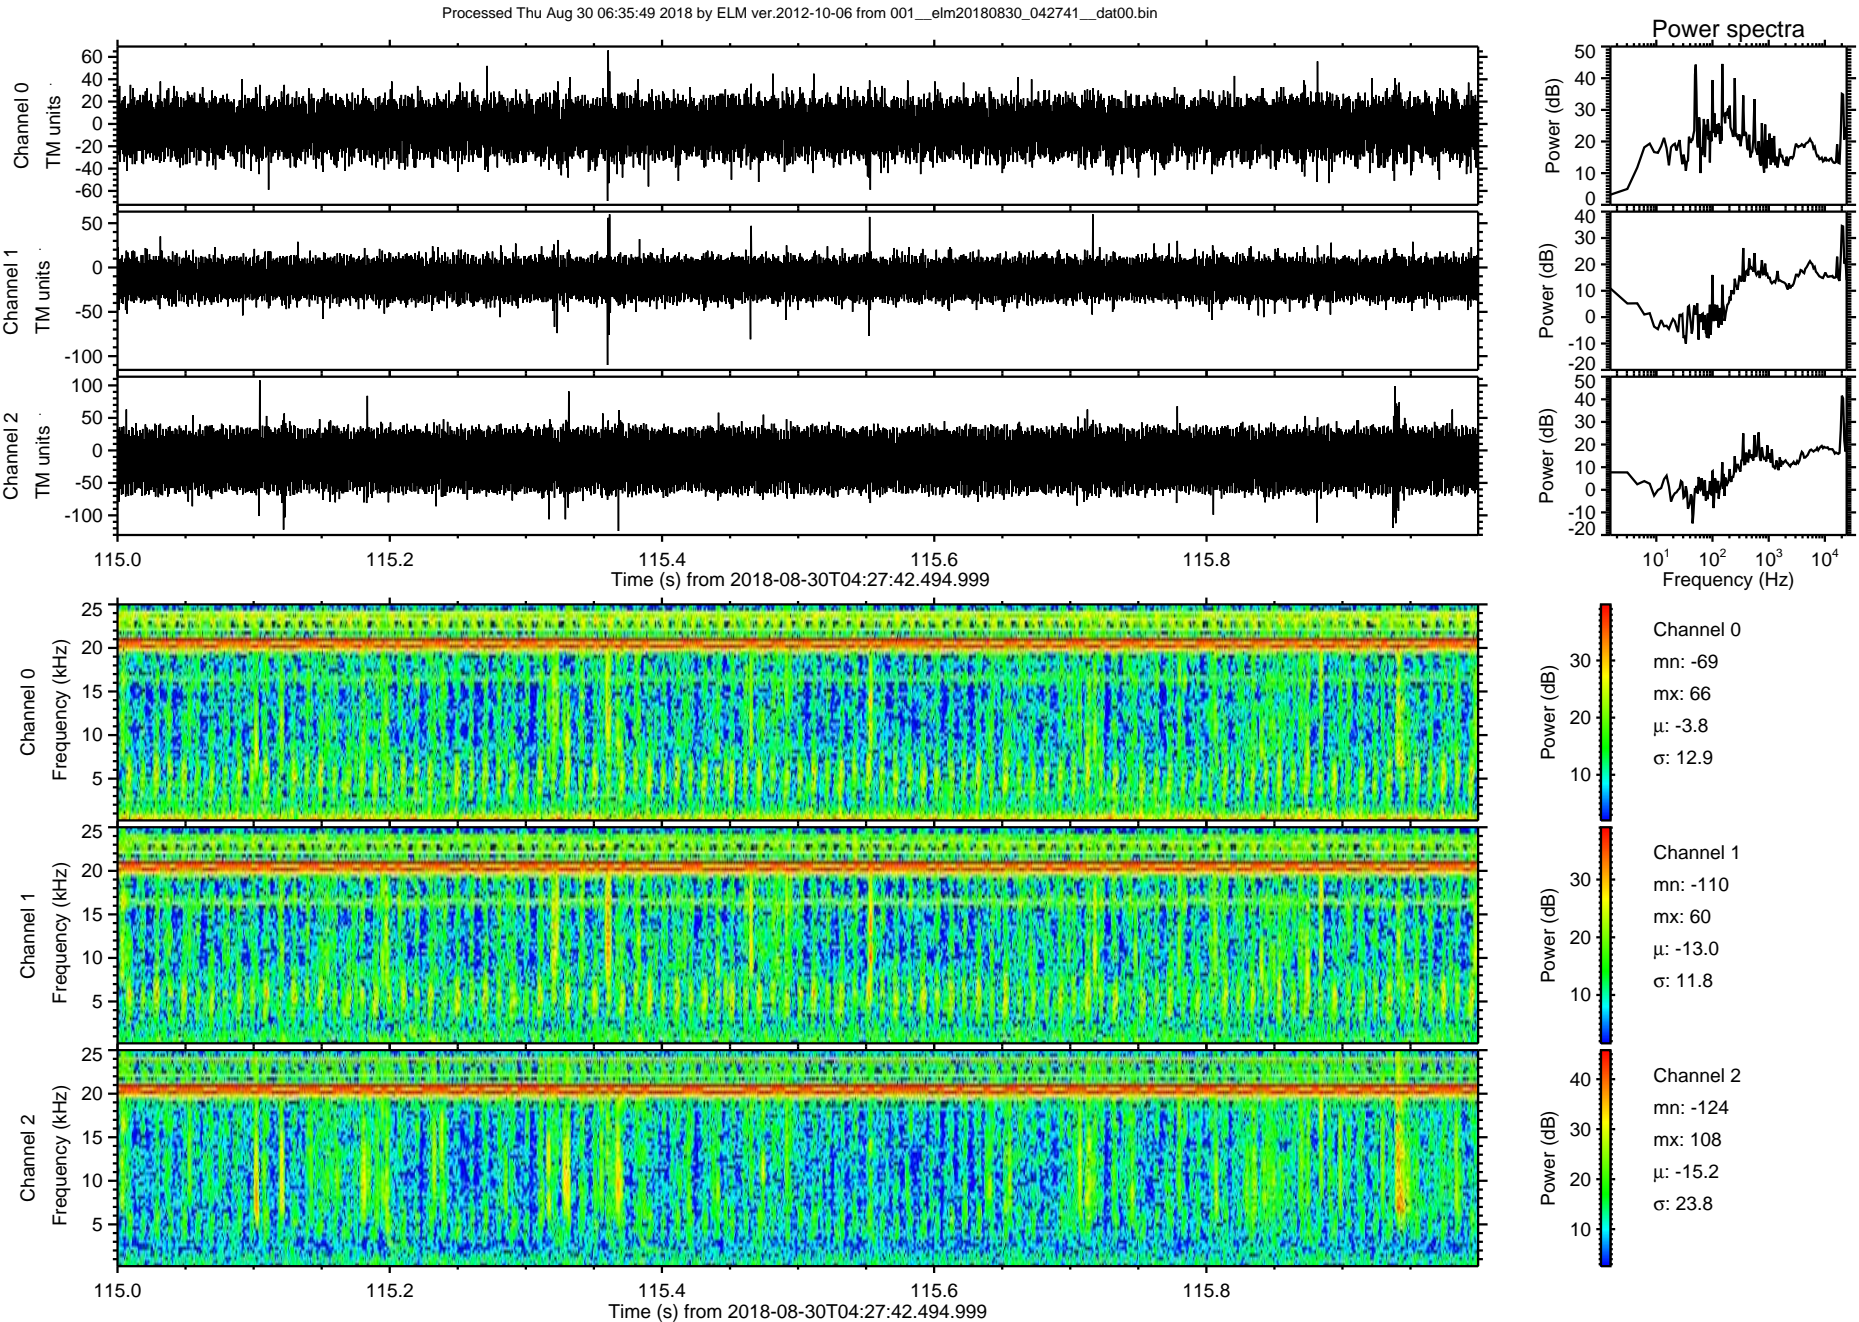 Processed Thu Aug 30 06:35:49 2018 by ELM ver.2012-10-06 from 001__elm20180830_042741__dat00.bin
Power spectra
Channel 0
TM units
60
40
20
0
-20
-40
-60
Power (dB)
50
40
30
20
10
0
Channel 1
TM units
50
0
-50
-100
Power (dB)
40
30
20
10
0
-10
-20
Channel 2
TM units
100
50
0
-50
-100
Power (dB)
50
40
30
20
10
0
-10
-20
115.0 115.2 115.4 115.6 115.8
Time (s) from 2018-08-30T04:27:42.494.999
10¹ 10² 10³ 10⁴
Frequency (Hz)
Channel 0
Frequency (kHz)
25
20
15
10
5
Power (dB)
30
20
10
Channel 0
mn: -69
mx: 66
µ: -3.8
σ: 12.9
Channel 1
Frequency (kHz)
25
20
15
10
5
Power (dB)
30
20
10
Channel 1
mn: -110
mx: 60
µ: -13.0
σ: 11.8
Channel 2
Frequency (kHz)
25
20
15
10
5
Power (dB)
40
30
20
10
Channel 2
mn: -124
mx: 108
µ: -15.2
σ: 23.8
115.0 115.2 115.4 115.6 115.8
Time (s) from 2018-08-30T04:27:42.494.999